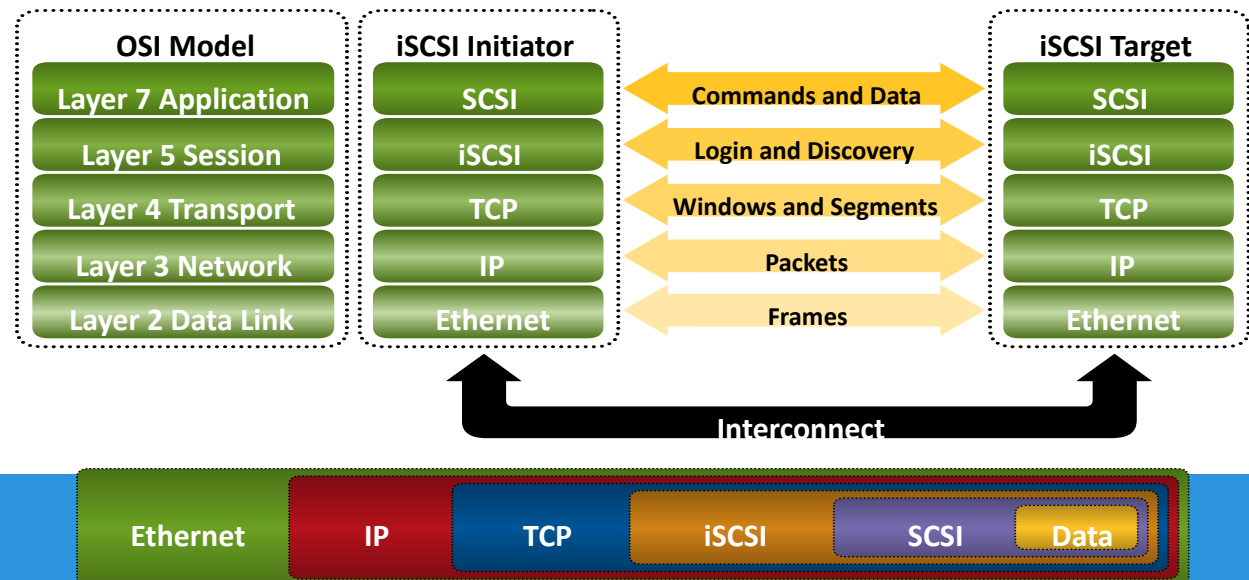 OSI Model
Layer 7 Application
Layer 5 Session
Layer 4 Transport
Layer 3 Network
Layer 2 Data Link
iSCSI Initiator
SCSI
iSCSI
TCP
IP
Ethernet
Commands and Data
Login and Discovery
Windows and Segments
Packets
Frames
iSCSI Target
SCSI
iSCSI
TCP
IP
Ethernet
Interconnect
Ethernet
IP
TCP
iSCSI
SCSI
Data